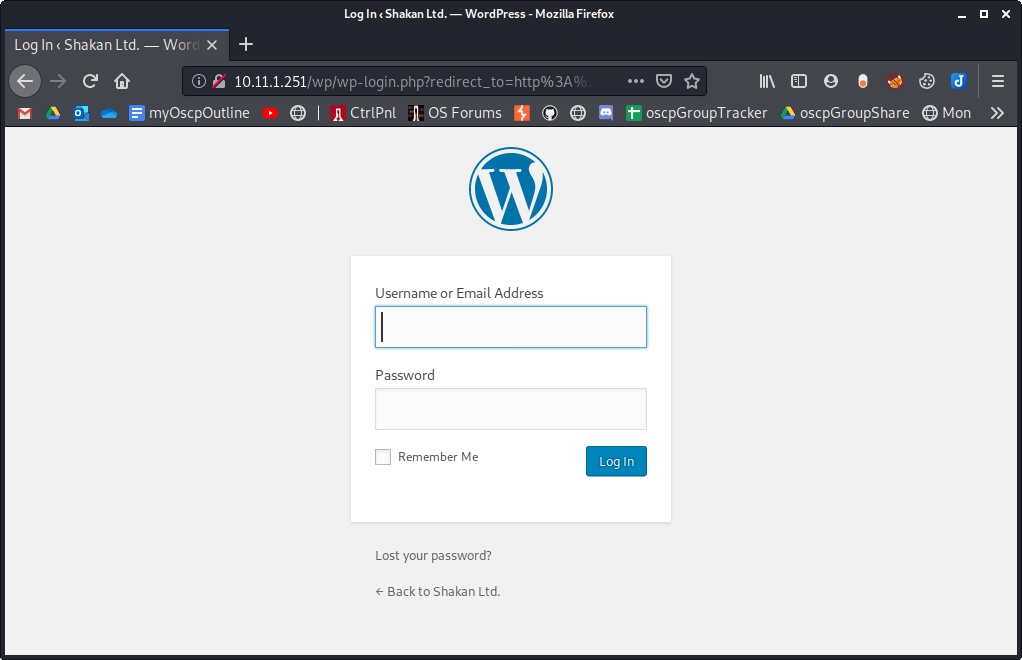 Log In ‹ Shakan Ltd. — WordPress - Mozilla Firefox
Log In ‹ Shakan Ltd. — Word
10.11.1.251/wp/wp-login.php?redirect_to=http%3A%2
myOscpOutline CtrlPnl OS Forums oscpGroupTracker oscpGroupShare Mon
Username or Email Address
Password
Remember Me
Log In
Lost your password?
← Back to Shakan Ltd.